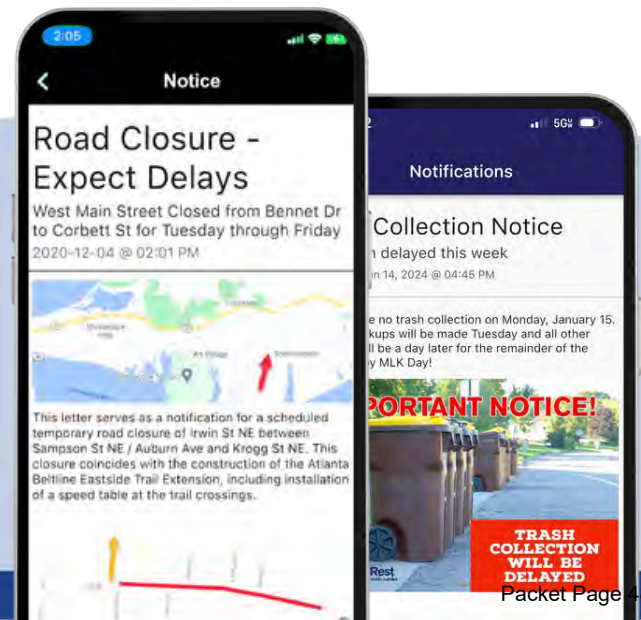 2:05
Notice
Road Closure -
Expect Delays
West Main Street Closed from Bennet Dr
to Corbett St for Tuesday through Friday
2020-12-04 @ 02:01 PM
This letter serves as a notification for a scheduled
temporary road closure of Irwin St NE between
Sampson St NE / Auburn Ave and Krogg St NE. This
closure coincides with the construction of the Atlanta
Beltline Eastside Trail Extension, including installation
of a speed table at the trail crossings.
5G
Notifications
Collection Notice
delayed this week
14, 2024 @ 04:45 PM
no trash collection on Monday, January 15.
will be made Tuesday and all other
be a day later for the remainder of the
MLK Day!
PORTANT NOTICE!
TRASH
COLLECTION
WILL BE
DELAYED
Rest
Packet Page 4